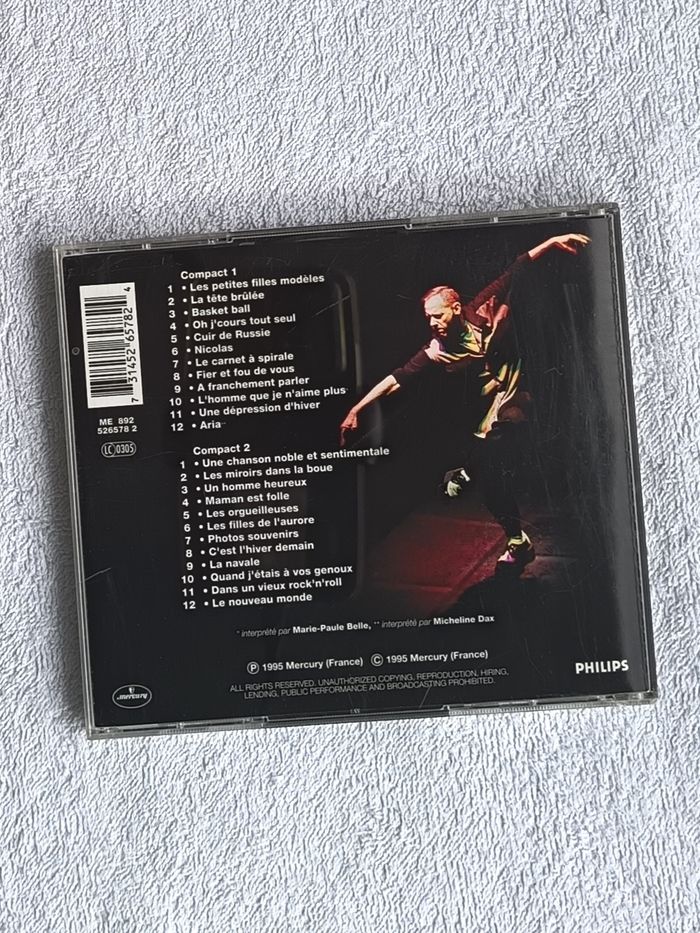 Compact 1
1 • Les petites filles modèles
2 • La tête brûlée
3 • Basket ball
4 • Oh j'cours tout seul
5 • Cuir de Russie
6 • Nicolas
7 • Le carnet à spirale
8 • Fier et fou de vous
9 • A franchement parler
10 • L'homme que je n'aime plus*
11 • Une dépression d'hiver
12 • Aria**
7 31452 65782 4
ME 892
526578 2
LC 0305
Compact 2
1 • Une chanson noble et sentimentale
2 • Les miroirs dans la boue
3 • Un homme heureux
4 • Maman est folle
5 • Les orgueilleuses
6 • Les filles de l'aurore
7 • Photos souvenirs
8 • C'est l'hiver demain
9 • La navale
10 • Quand j'étais à vos genoux
11 • Dans un vieux rock'n'roll
12 • Le nouveau monde
* interprété par Marie-Paule Belle, ** interprété par Micheline Dax
Ⓟ 1995 Mercury (France) © 1995 Mercury (France)
ALL RIGHTS RESERVED. UNAUTHORIZED COPYING, REPRODUCTION, HIRING,
LENDING, PUBLIC PERFORMANCE AND BROADCASTING PROHIBITED.
mercury
PHILIPS